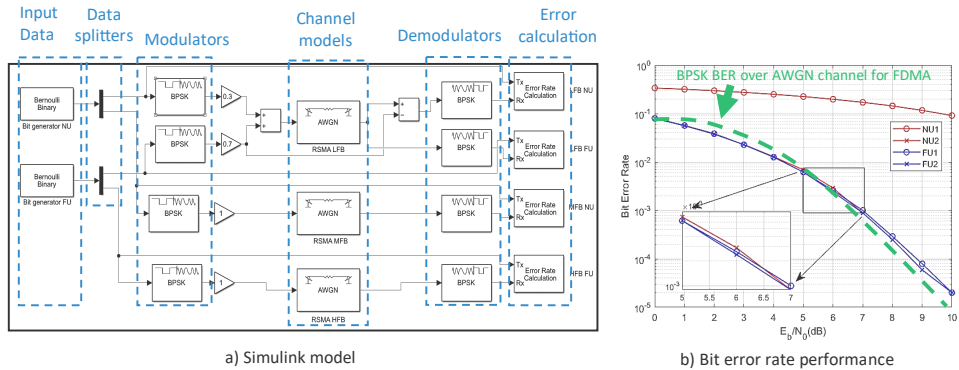 Input Data
Data splitters
Modulators
Channel models
Demodulators
Error calculation
Bernoulli Binary
Bit generator NU
Bernoulli Binary
Bit generator FU
BPSK
0.3
BPSK
0.7
BPSK
1
BPSK
1
+
+
AWGN
RSMA LFB
AWGN
RSMA LFB
AWGN
RSMA MFB
AWGN
RSMA HFB
+
−
BPSK
BPSK
BPSK
BPSK
Tx
Rx
Error Rate Calculation
LFB NU
Tx
Rx
Error Rate Calculation
LFB FU
Tx
Rx
Error Rate Calculation
MFB NU
Tx
Rx
Error Rate Calculation
HFB FU
a) Simulink model
BPSK BER over AWGN channel for FDMA
NU1
NU2
FU1
FU2
Bit Error Rate
10⁰
10⁻¹
10⁻²
10⁻³
10⁻⁴
10⁻⁵
10⁻³
5 5.5 6 6.5 7
0 1 2 3 4 5 6 7 8 9 10
E_b/N_0(dB)
b) Bit error rate performance